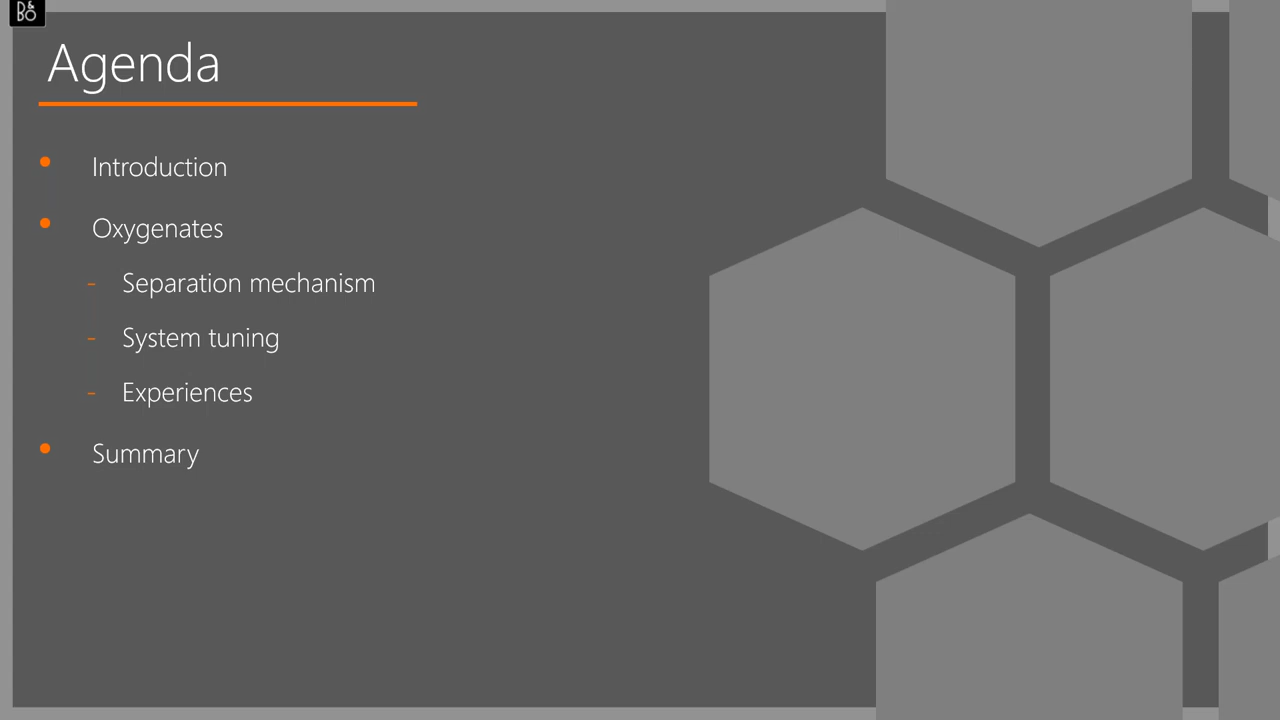 B&O
Agenda
• Introduction
• Oxygenates
- Separation mechanism
- System tuning
- Experiences
• Summary